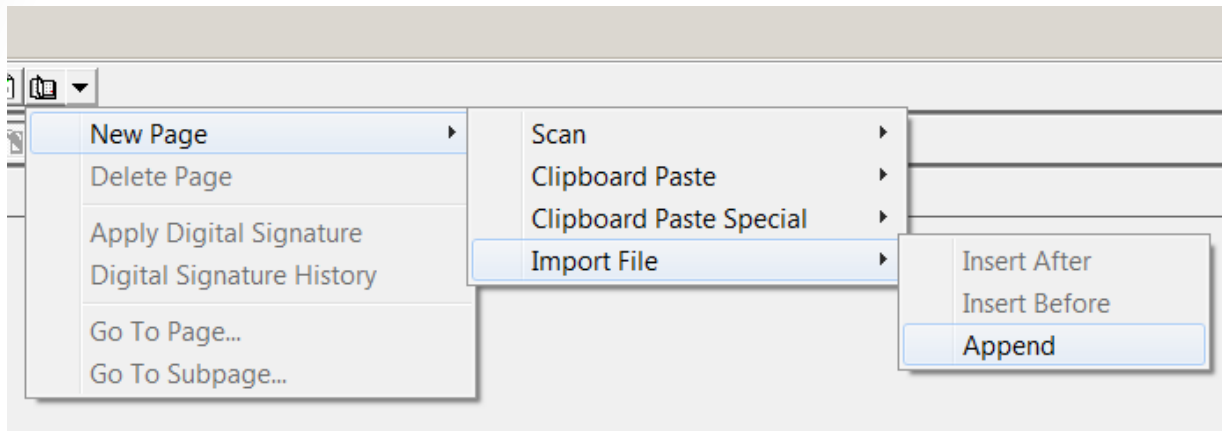 New Page
Delete Page
Apply Digital Signature
Digital Signature History
Go To Page...
Go To Subpage...
Scan
Clipboard Paste
Clipboard Paste Special
Import File
Insert After
Insert Before
Append